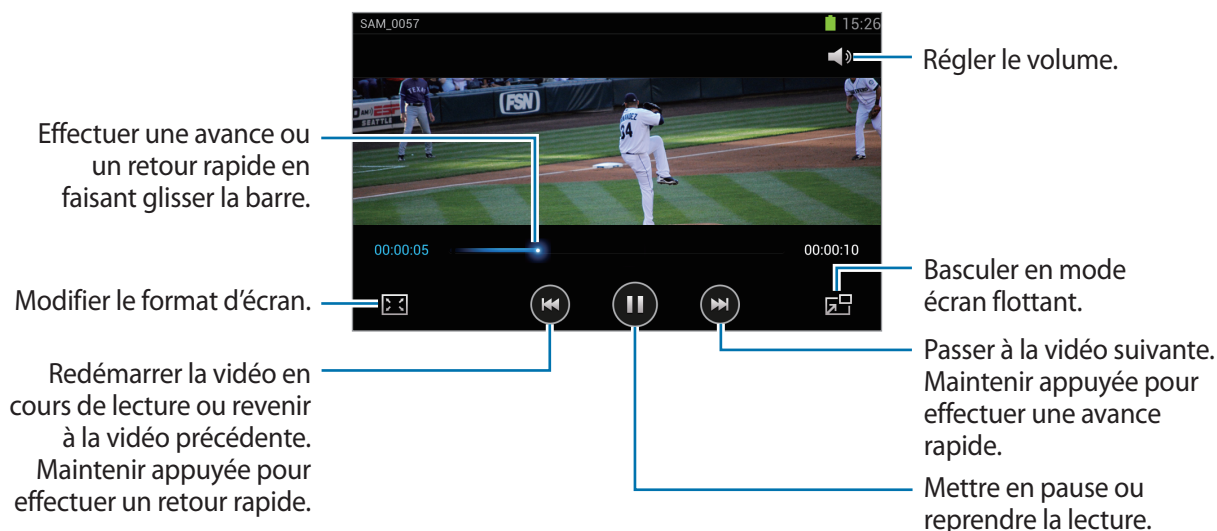 SAM_0057
15:26
Régler le volume.
FSN
TEXAS
SEATTLE
34
Effectuer une avance ou
un retour rapide en
faisant glisser la barre.
00:00:05
00:00:10
Modifier le format d’écran.
Basculer en mode
écran flottant.
Redémarrer la vidéo en
cours de lecture ou revenir
à la vidéo précédente.
Maintenir appuyée pour
effectuer un retour rapide.
Passer à la vidéo suivante.
Maintenir appuyée pour
effectuer une avance
rapide.
Mettre en pause ou
reprendre la lecture.